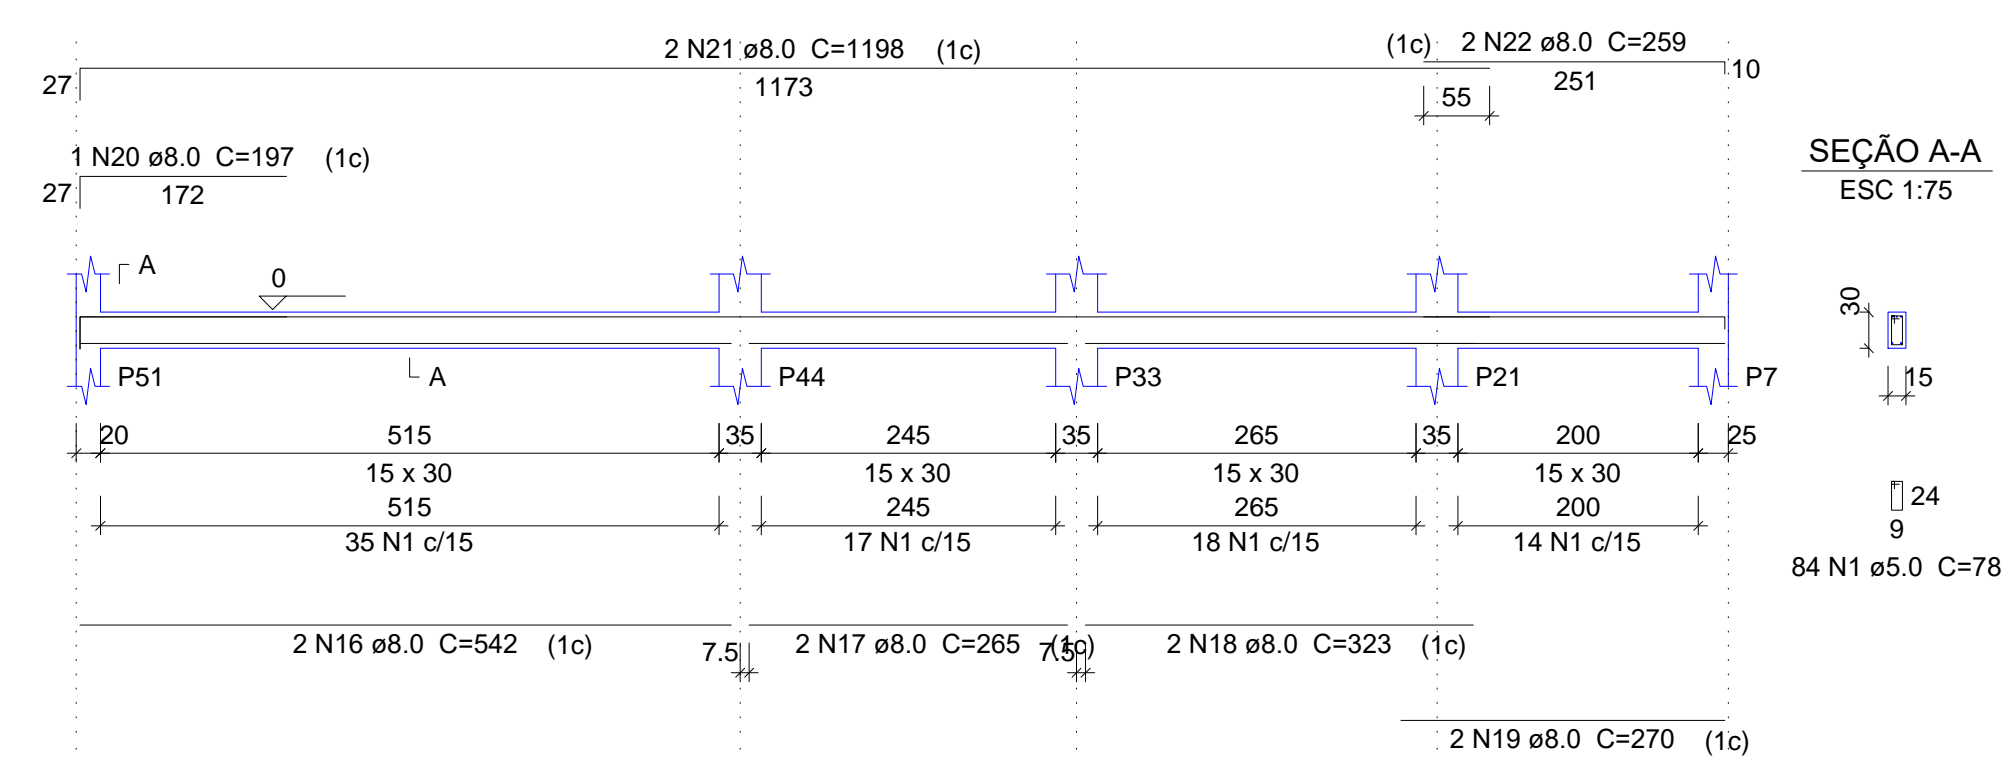 2 N21 ø8.0 C=1198 (1c)
(1c) 2 N22 ø8.0 C=259
27
1173
251
10
55
1 N20 ø8.0 C=197 (1c)
27
172
SEÇÃO A-A
ESC 1:75
A
0
30
P51
A
P44
P33
P21
P7
15
20
515
35
245
35
265
35
200
25
15 x 30
15 x 30
15 x 30
15 x 30
24
515
245
265
200
9
35 N1 c/15
17 N1 c/15
18 N1 c/15
14 N1 c/15
84 N1 ø5.0 C=78
2 N16 ø8.0 C=542 (1c)
7.5
2 N17 ø8.0 C=265 (1c)
7.5
2 N18 ø8.0 C=323 (1c)
2 N19 ø8.0 C=270 (1c)